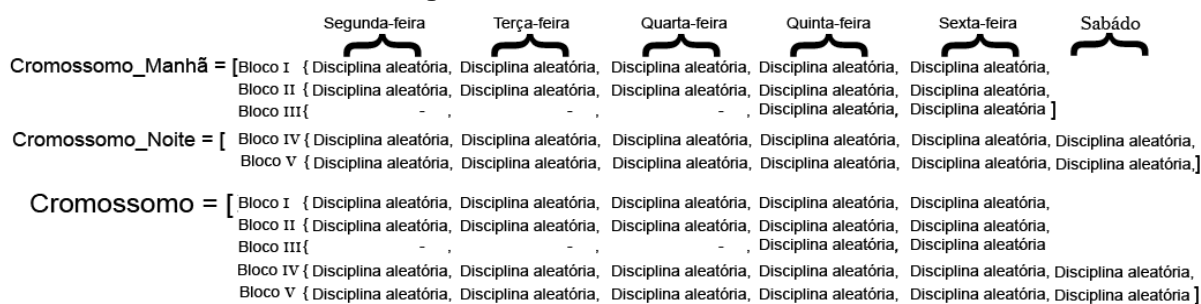 Segunda-feira Terça-feira Quarta-feira Quinta-feira Sexta-feira Sabádo
Cromossomo_Manhã = [Bloco I { Disciplina aleatória, Disciplina aleatória, Disciplina aleatória, Disciplina aleatória, Disciplina aleatória,
Bloco II { Disciplina aleatória, Disciplina aleatória, Disciplina aleatória, Disciplina aleatória, Disciplina aleatória,
Bloco III{ - , - , - , Disciplina aleatória, Disciplina aleatória ]
Cromossomo_Noite = [ Bloco IV { Disciplina aleatória, Disciplina aleatória, Disciplina aleatória, Disciplina aleatória, Disciplina aleatória, Disciplina aleatória,
Bloco V { Disciplina aleatória, Disciplina aleatória, Disciplina aleatória, Disciplina aleatória, Disciplina aleatória, Disciplina aleatória,]
Cromossomo = [ Bloco I { Disciplina aleatória, Disciplina aleatória, Disciplina aleatória, Disciplina aleatória, Disciplina aleatória,
Bloco II { Disciplina aleatória, Disciplina aleatória, Disciplina aleatória, Disciplina aleatória, Disciplina aleatória,
Bloco III{ - , - , - , Disciplina aleatória, Disciplina aleatória
Bloco IV { Disciplina aleatória, Disciplina aleatória, Disciplina aleatória, Disciplina aleatória, Disciplina aleatória, Disciplina aleatória,
Bloco V { Disciplina aleatória, Disciplina aleatória, Disciplina aleatória, Disciplina aleatória, Disciplina aleatória, Disciplina aleatória ]